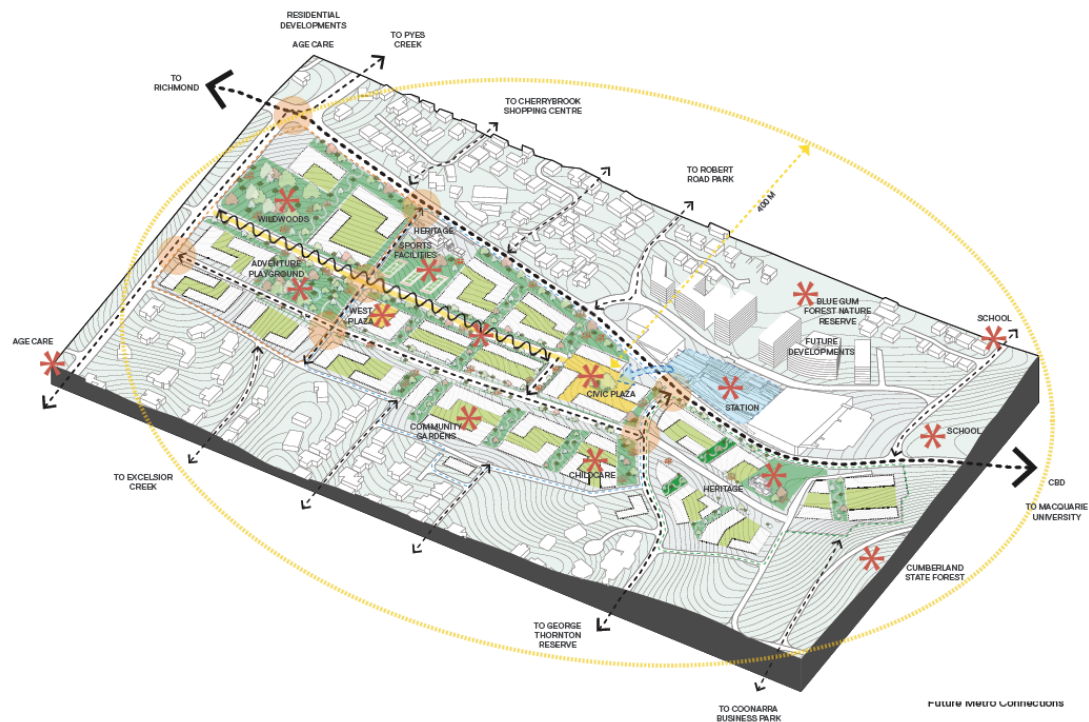 RESIDENTIAL
DEVELOPMENTS
AGE CARE
TO PYES
CREEK
TO
RICHMOND
TO CHERRYBROOK
SHOPPING CENTRE
TO ROBERT
ROAD PARK
400 M
WILDWOODS
HERITAGE
SPORTS
FACILITIES
ADVENTURE
PLAYGROUND
WEST
PLAZA
BLUE GUM
FOREST NATURE
RESERVE
SCHOOL
FUTURE
DEVELOPMENTS
AGE CARE
CIVIC PLAZA
STATION
COMMUNITY
GARDENS
SCHOOL
CHILDCARE
HERITAGE
TO EXCELSIOR
CREEK
CBD
TO MACQUARIE
UNIVERSITY
CUMBERLAND
STATE FOREST
TO GEORGE
THORNTON
RESERVE
TO COONARRA
BUSINESS PARK
Future Metro Connections